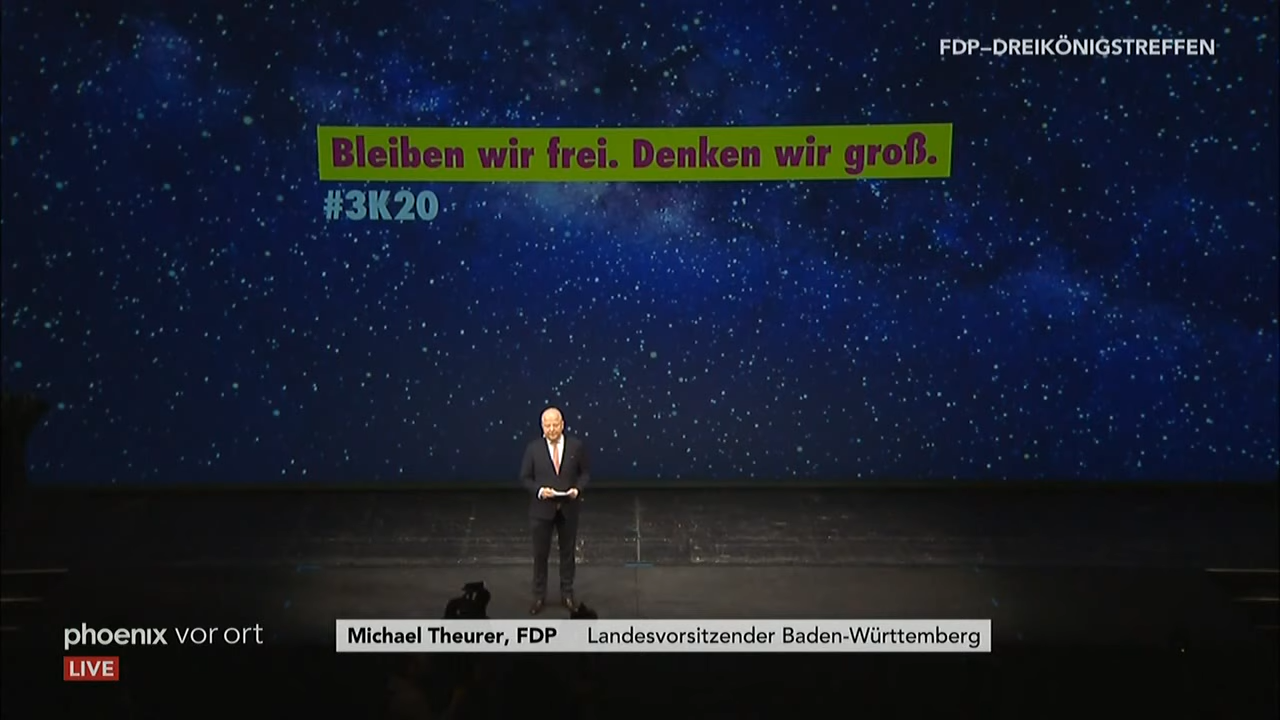 FDP–DREIKÖNIGSTREFFEN
Bleiben wir frei. Denken wir groß.
#3K20
phoenix vor ort
Michael Theurer, FDP Landesvorsitzender Baden-Württemberg
LIVE